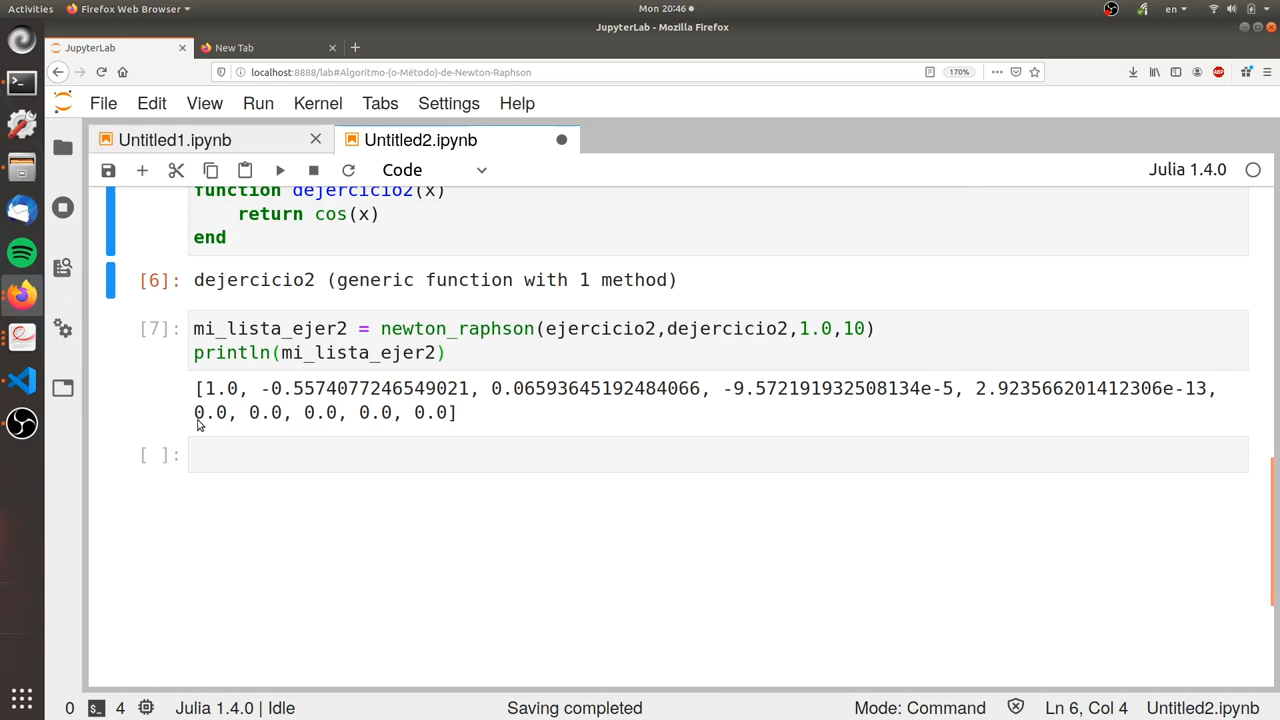 Activities Firefox Web Browser Mon 20:46 en
JupyterLab - Mozilla Firefox
JupyterLab New Tab
localhost:8888/lab#Algoritmo-(o-Método)-de-Newton-Raphson 170% ABP
File Edit View Run Kernel Tabs Settings Help
Untitled1.ipynb Untitled2.ipynb
Code Julia 1.4.0
function dejercicio2(x)
return cos(x)
end
[6]: dejercicio2 (generic function with 1 method)
[7]: mi_lista_ejer2 = newton_raphson(ejercicio2,dejercicio2,1.0,10)
println(mi_lista_ejer2)
[1.0, -0.5574077246549021, 0.06593645192484066, -9.572191932508134e-5, 2.923566201412306e-13,
0.0, 0.0, 0.0, 0.0, 0.0]
[ ]:
0 4 Julia 1.4.0 | Idle Saving completed Mode: Command Ln 6, Col 4 Untitled2.ipynb